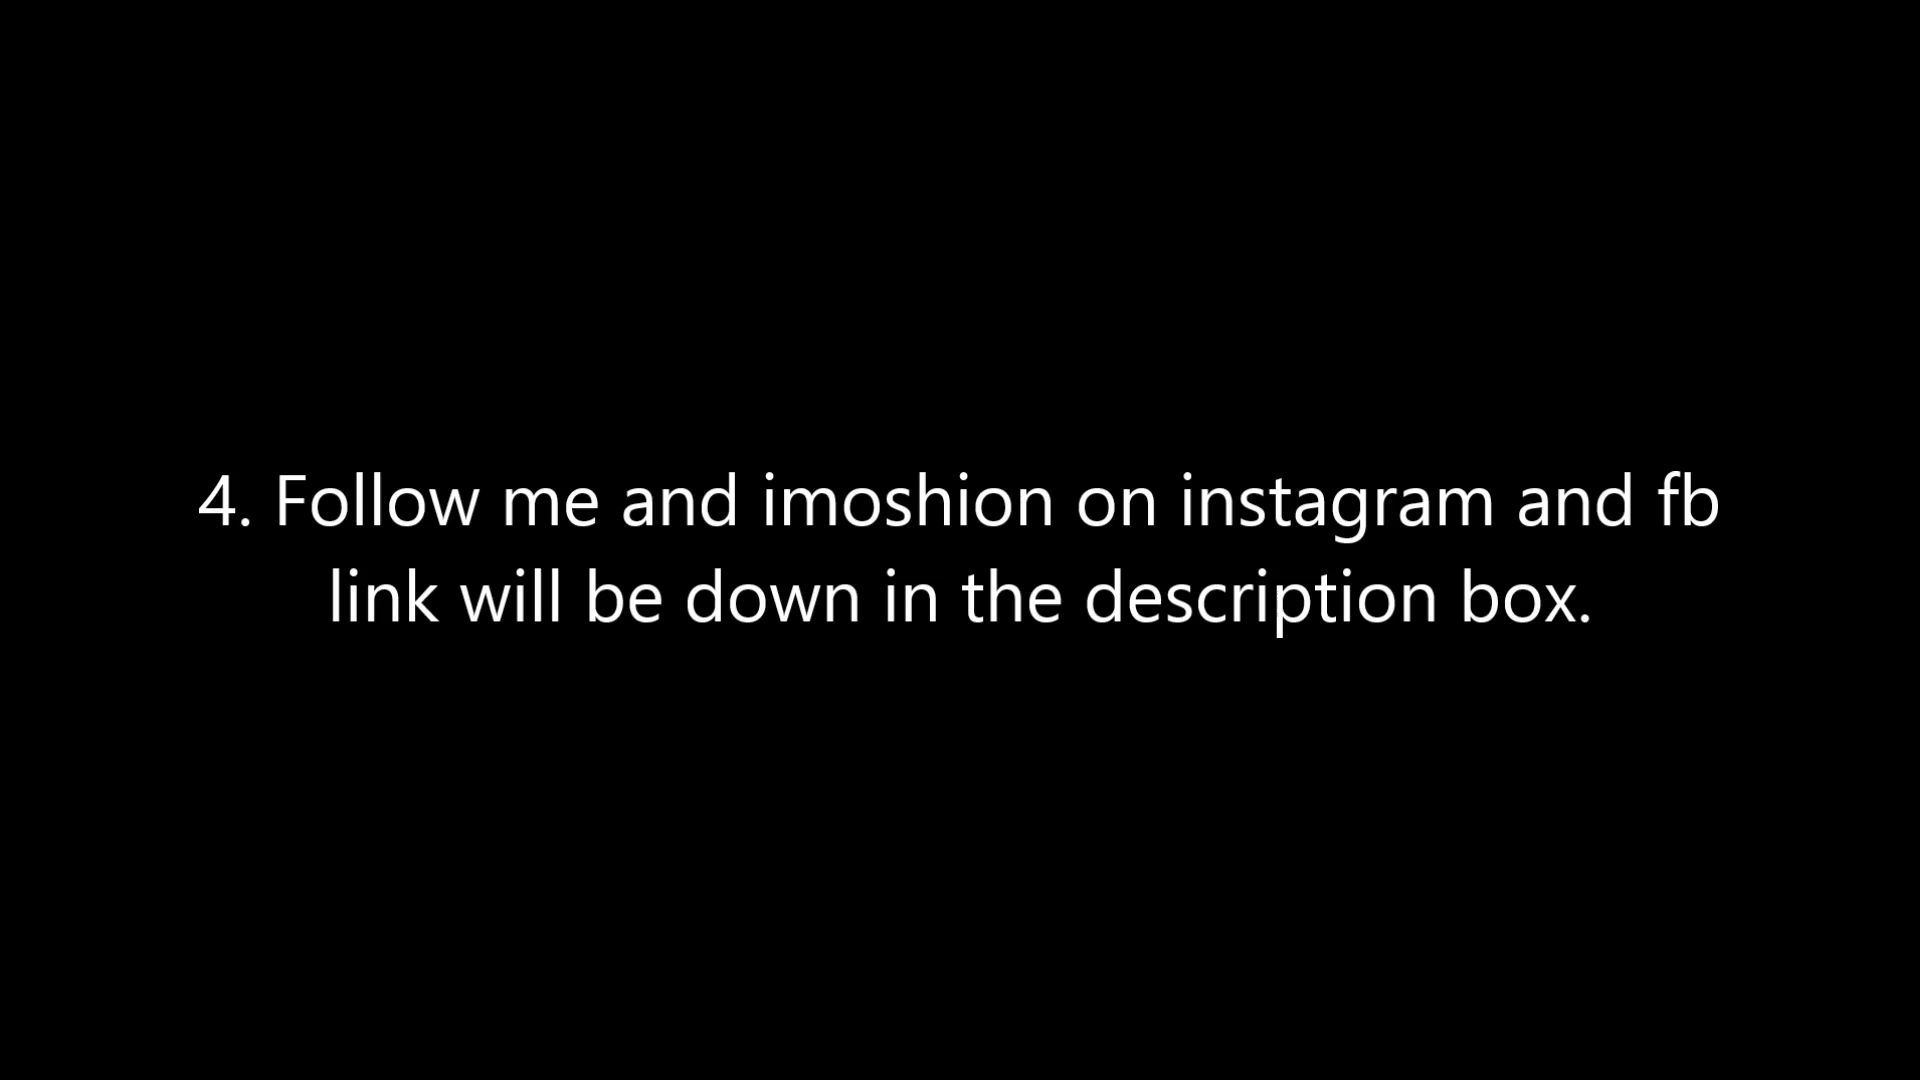 4. Follow me and imoshion on instagram and fb
link will be down in the description box.